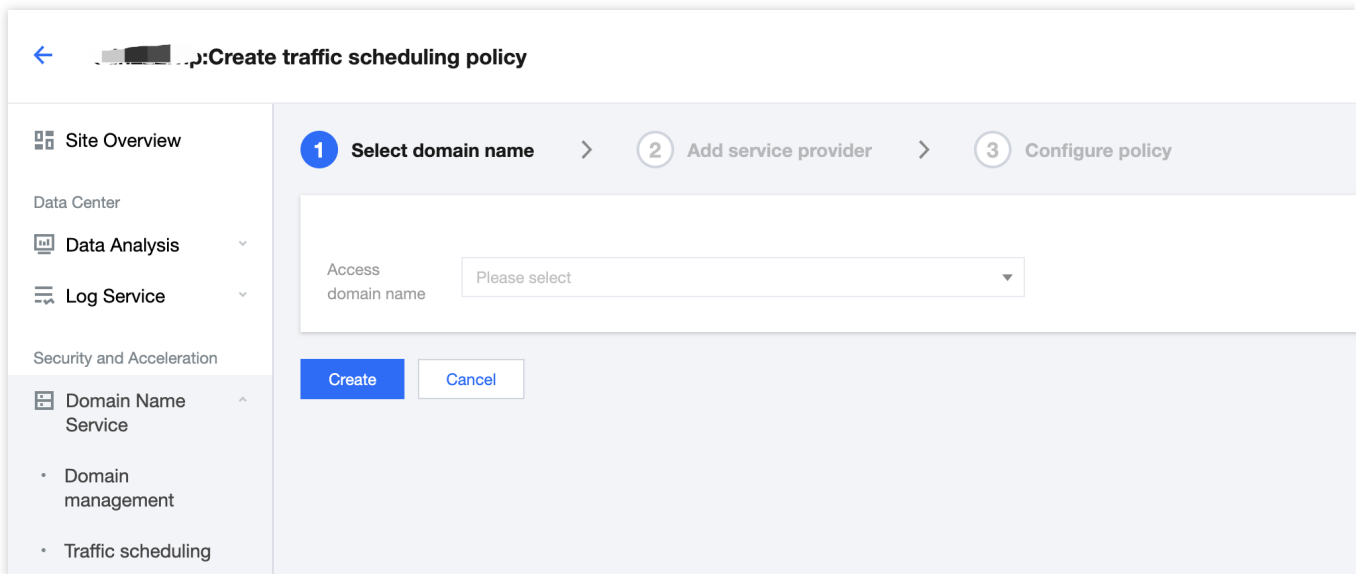 :Create traffic scheduling policy
Site Overview
Data Center
Data Analysis
Log Service
Security and Acceleration
Domain Name
Service
Domain
management
Traffic scheduling
1 Select domain name
2 Add service provider
3 Configure policy
Access
domain name
Please select
Create
Cancel